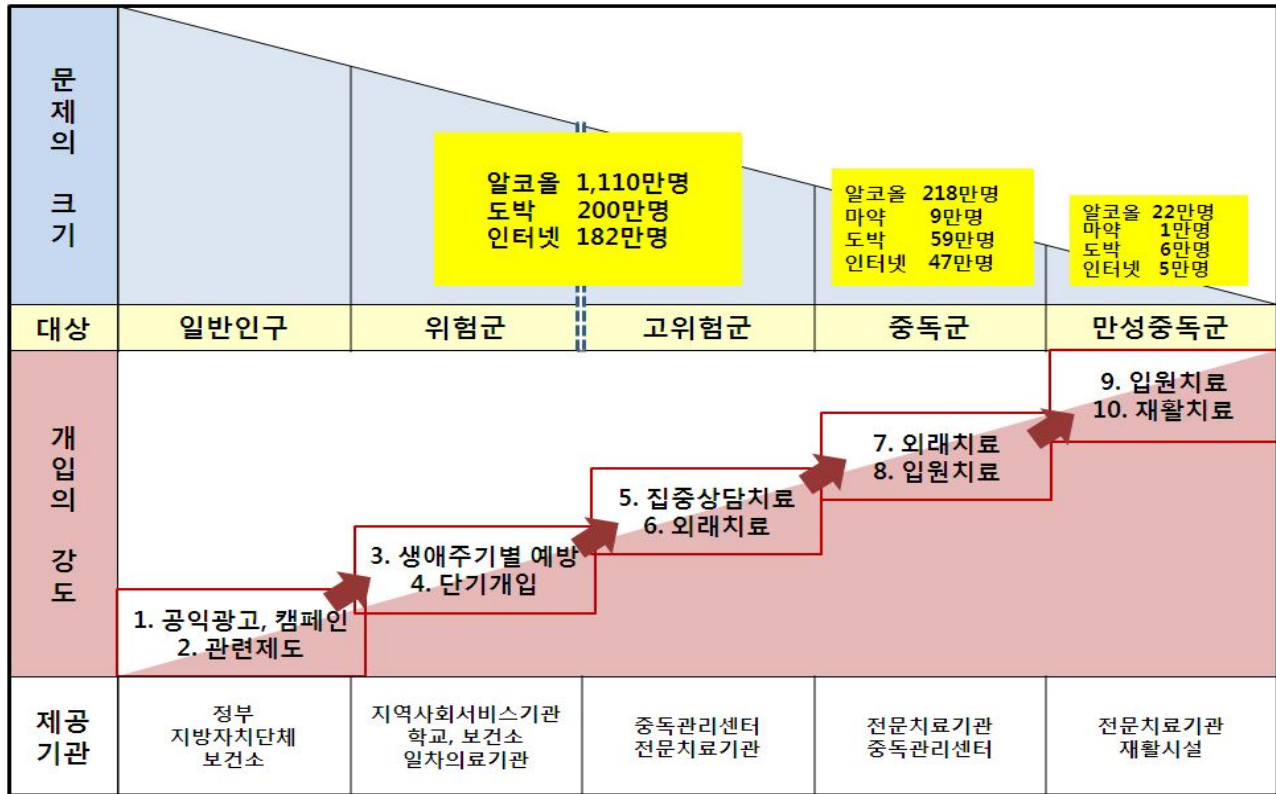 문제의 크기
알코올 1,110만명
도박 200만명
인터넷 182만명
알코올 218만명
마약 9만명
도박 59만명
인터넷 47만명
알코올 22만명
마약 1만명
도박 6만명
인터넷 5만명
대상
일반인구
위험군
고위험군
중독군
만성중독군
개입의 강도
1. 공익광고, 캠페인
2. 관련제도
3. 생애주기별 예방
4. 단기개입
5. 집중상담치료
6. 외래치료
7. 외래치료
8. 입원치료
9. 입원치료
10. 재활치료
제공
기관
정부
지방자치단체
보건소
지역사회서비스기관
학교, 보건소
일차의료기관
중독관리센터
전문치료기관
전문치료기관
중독관리센터
전문치료기관
재활시설